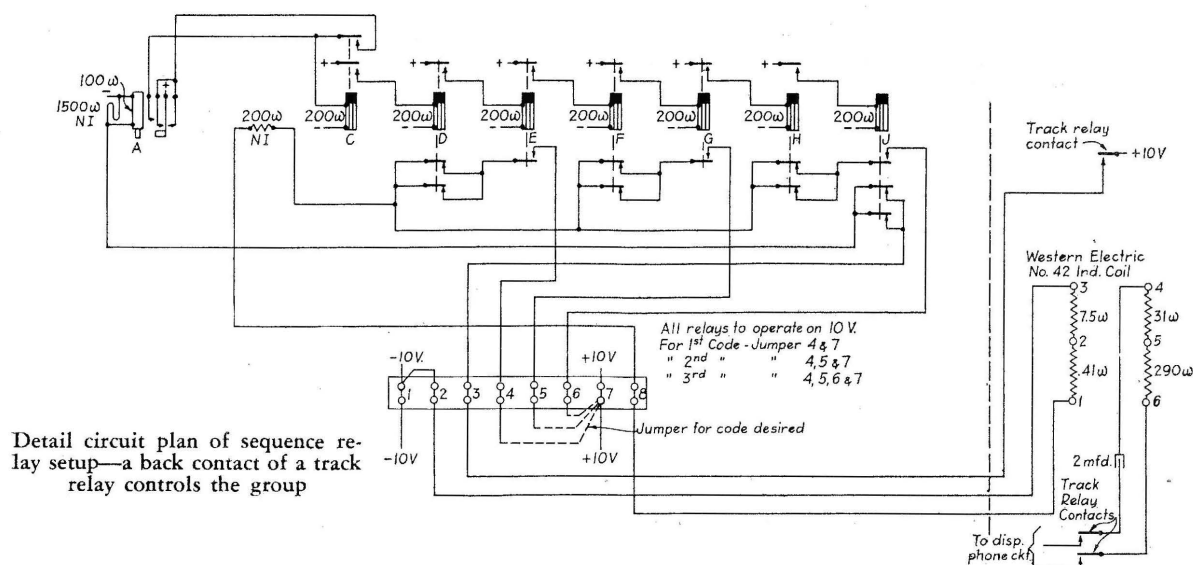 100ω
1500ω
NI
A
+
200ω
NI
+ + + + + +
200ω 200ω 200ω 200ω 200ω 200ω 200ω
C D E F G H J
Track relay
contact
+10V
Western Electric
No. 42 Ind. Coil
3 4
7.5ω 31ω
2 5
.41ω 290ω
1 6
All relays to operate on 10 V.
For 1st Code - Jumper 4 & 7
" 2nd " " 4, 5 & 7
" 3rd " " 4, 5, 6 & 7
-10V. +10V
1 2 3 4 5 6 7 8
Jumper for code desired
-10V +10V
2 mfd.
Track
Relay
Contacts
To disp.
phone ckt.
Detail circuit plan of sequence re-
lay setup—a back contact of a track
relay controls the group